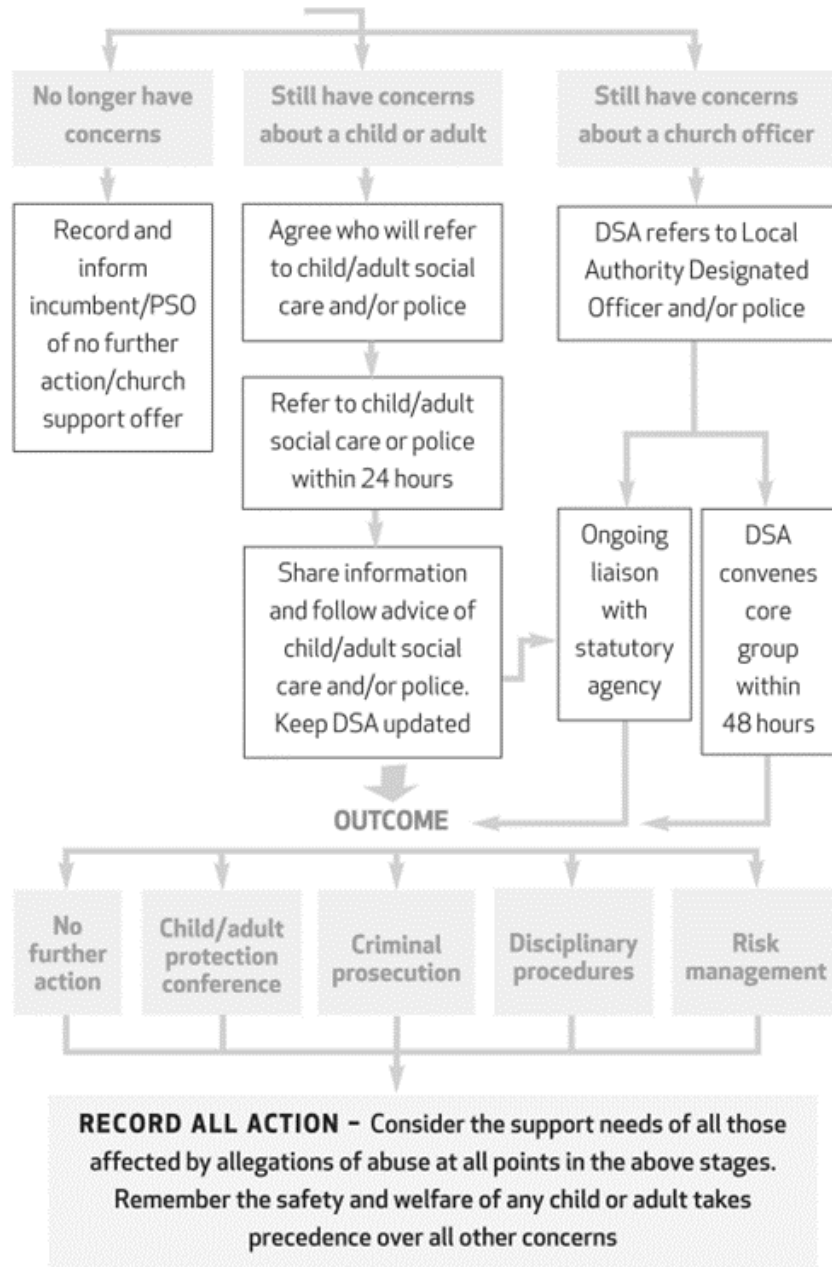 No longer have
concerns
Still have concerns
about a child or adult
Still have concerns
about a church officer
Record and
inform
incumbent/PSO
of no further
action/church
support offer
Agree who will refer
to child/adult social
care and/or police
DSA refers to Local
Authority Designated
Officer and/or police
Refer to child/adult
social care or police
within 24 hours
Share information
and follow advice of
child/adult social
care and/or police.
Keep DSA updated
Ongoing
liaison
with
statutory
agency
DSA
convenes
core
group
within
48 hours
OUTCOME
No
further
action
Child/adult
protection
conference
Criminal
prosecution
Disciplinary
procedures
Risk
management
RECORD ALL ACTION – Consider the support needs of all those
affected by allegations of abuse at all points in the above stages.
Remember the safety and welfare of any child or adult takes
precedence over all other concerns